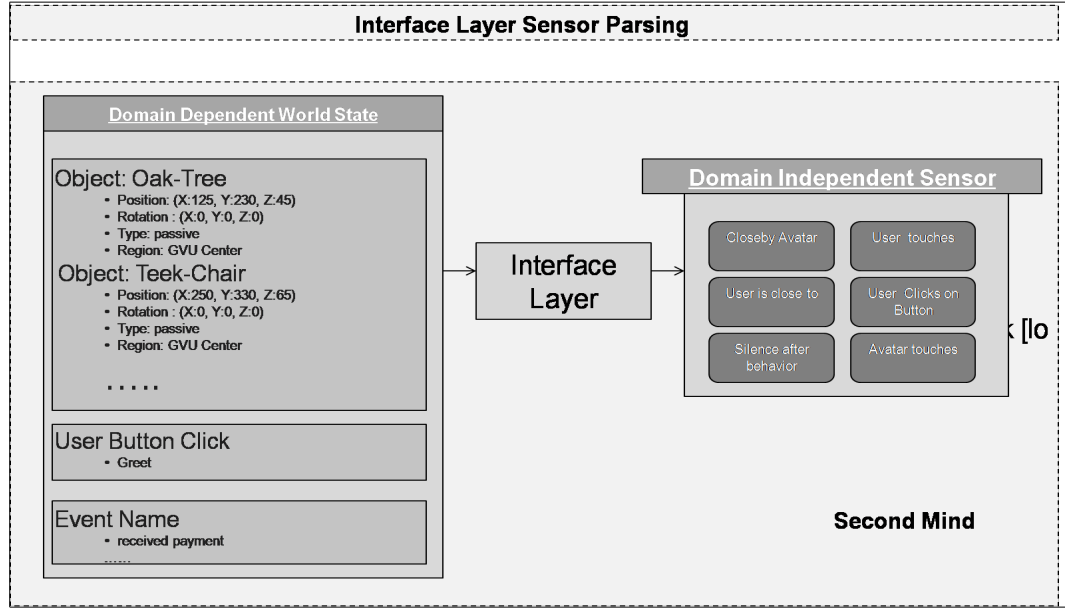 Interface Layer Sensor Parsing
Domain Dependent World State
Object: Oak-Tree
• Position: (X:125, Y:230, Z:45)
• Rotation : (X:0, Y:0, Z:0)
• Type: passive
• Region: GVU Center
Object: Teek-Chair
• Position: (X:250, Y:330, Z:65)
• Rotation : (X:0, Y:0, Z:0)
• Type: passive
• Region: GVU Center
.....
User Button Click
• Greet
Event Name
• received payment
......
Interface
Layer
Domain Independent Sensor
Closeby Avatar
User touches
User is close to
User Clicks on
Button
Silence after
behavior
Avatar touches
k [lo
Second Mind